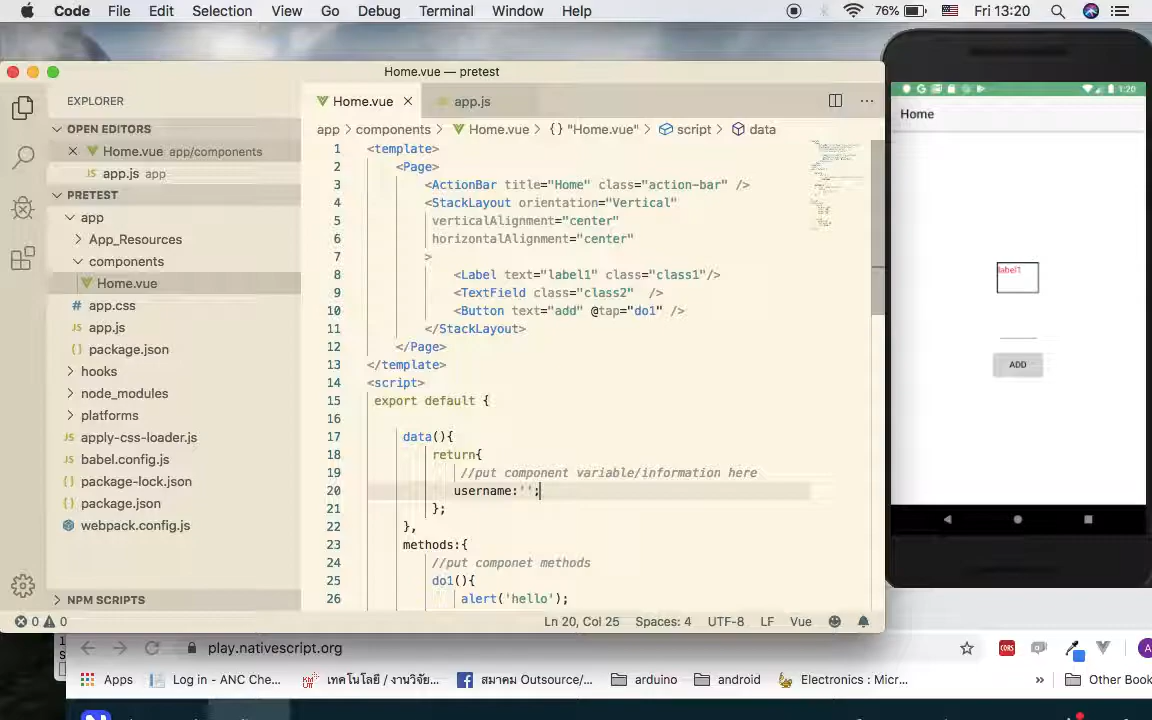 Code File Edit Selection View Go Debug Terminal Window Help 76% Fri 13:20
Home.vue — pretest
EXPLORER
OPEN EDITORS
Home.vue app/components
app.js app
PRETEST
app
App_Resources
components
Home.vue
app.css
app.js
package.json
hooks
node_modules
platforms
apply-css-loader.js
babel.config.js
package-lock.json
package.json
webpack.config.js
NPM SCRIPTS
Home.vue app.js
app > components > Home.vue > {} "Home.vue" > script > data
1 <template>
2 <Page>
3 <ActionBar title="Home" class="action-bar" />
4 <StackLayout orientation="Vertical"
5 verticalAlignment="center"
6 horizontalAlignment="center"
7 >
8 <Label text="label1" class="class1"/>
9 <TextField class="class2" />
10 <Button text="add" @tap="do1" />
11 </StackLayout>
12 </Page>
13 </template>
14 <script>
15 export default {
16
17 data(){
18 return{
19 //put component variable/information here
20 username:'';
21 };
22 },
23 methods:{
24 //put componet methods
25 do1(){
26 alert('hello');
0 0 Ln 20, Col 25 Spaces: 4 UTF-8 LF Vue
1:20
Home
label1
ADD
play.nativescript.org
Apps Log in - ANC Che... เทคโนโลยี / งานวิจัย... สมาคม Outsource/... arduino android Electronics : Micr... » Other Book